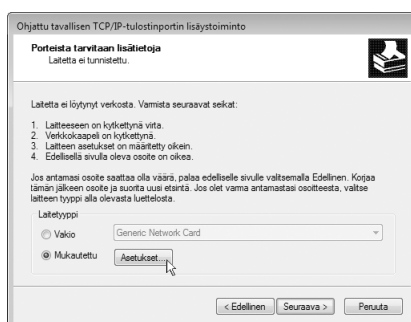 Ohjattu tavallisen TCP/IP-tulostinportin lisäystoiminto
Porteista tarvitaan lisätietoja
Laitetta ei tunnistettu.
Laitetta ei löytynyt verkosta. Varmista seuraavat seikat:
1. Laitteeseen on kytkettynä virta.
2. Verkkokaapeli on kytkettynä.
3. Laitteen asetukset on määritetty oikein.
4. Edellisellä sivulla oleva osoite on oikea.
Jos antamasi osoite saattaa olla väärä, palaa edelliselle sivulle valitsemalla Edellinen. Korjaa
tämän jälkeen osoite ja suorita uusi etsintä. Jos olet varma antamastasi osoitteesta, valitse
laitteen tyyppi alla olevasta luettelosta.
Laitetyyppi
Vakio
Generic Network Card
Mukautettu
Asetukset...
< Edellinen
Seuraava >
Peruuta